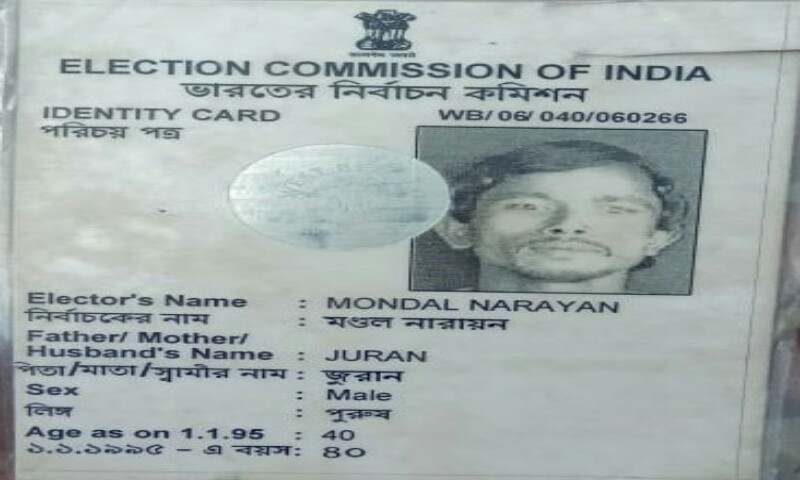 ELECTION COMMISSION OF INDIA
ভারতের নির্বাচন কমিশন
IDENTITY CARD WB/ 06/ 040/060266
পরিচয় পত্র
Elector's Name : MONDAL NARAYAN
নির্বাচকের নাম : মণ্ডল নারায়ন
Father/ Mother/
Husband's Name : JURAN
পিতা/মাতা/স্বামীর নাম : জুরান
Sex : Male
লিঙ্গ : পুরুষ
Age as on 1.1.95 : 40
১.১.১৯৯৫ – এ বয়স: ৪০